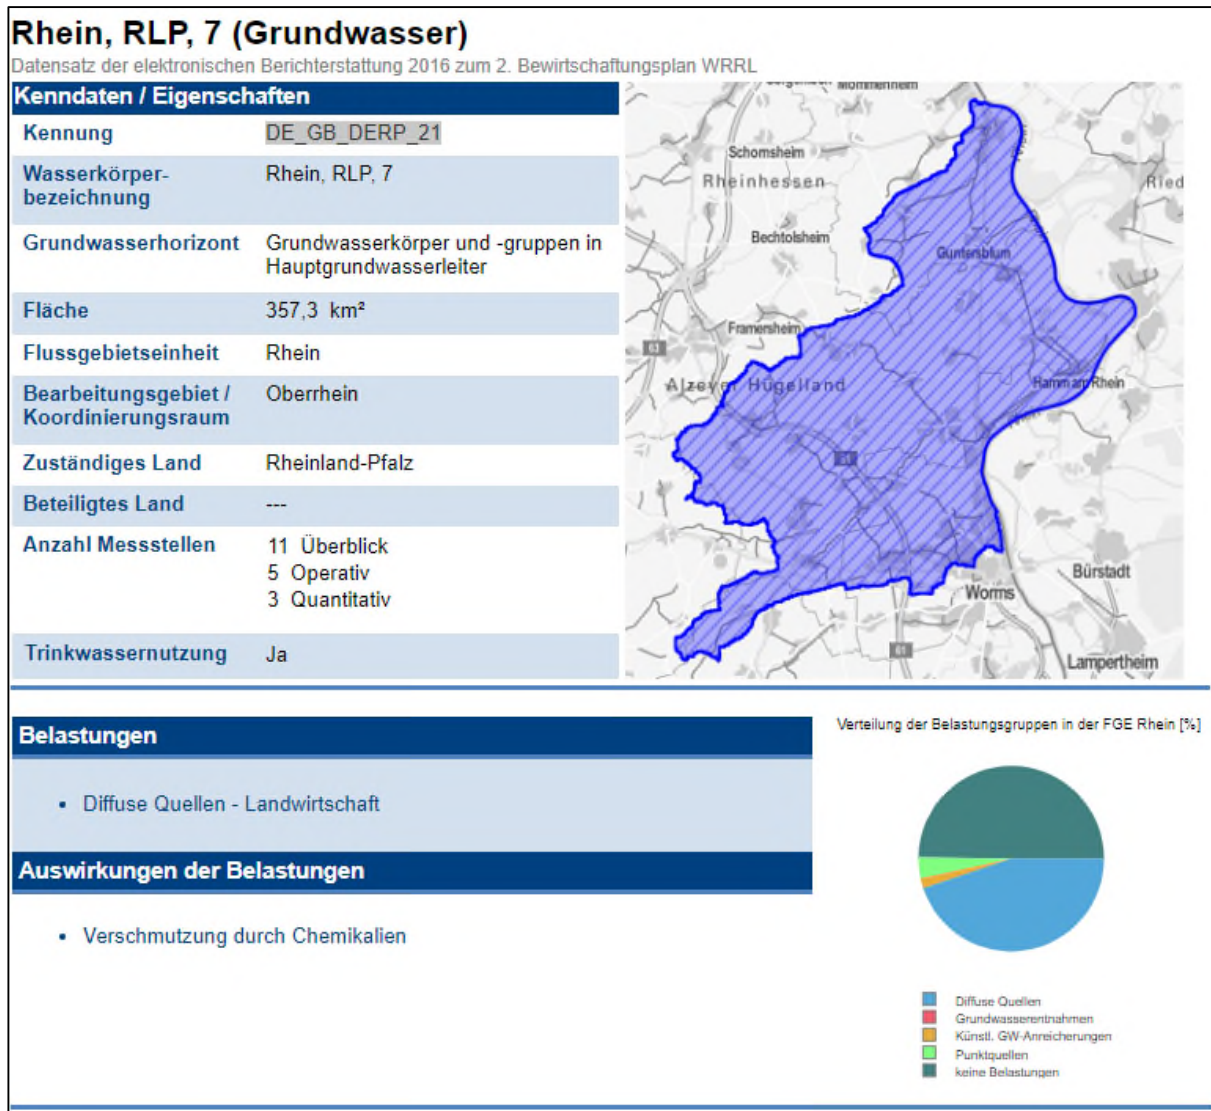 Rhein, RLP, 7 (Grundwasser)
Datensatz der elektronischen Berichterstattung 2016 zum 2. Bewirtschaftungsplan WRRL
Kenndaten / Eigenschaften
Kennung DE_GB_DERP_21
Wasserkörper-
bezeichnung Rhein, RLP, 7
Grundwasserhorizont Grundwasserkörper und -gruppen in
Hauptgrundwasserleiter
Fläche 357,3 km²
Flussgebietseinheit Rhein
Bearbeitungsgebiet / Oberrhein
Koordinierungsraum
Zuständiges Land Rheinland-Pfalz
Beteiligtes Land ---
Anzahl Messstellen 11 Überblick
5 Operativ
3 Quantitativ
Trinkwassernutzung Ja
Mommenheim
Schornsheim
Rheinhessen
Ried
Bechtolsheim
Guntersblum
Framersheim
63
Alzeyer Hügelland
Hamm am Rhein
31
Bürstadt
Worms
61
Lampertheim
Belastungen
Diffuse Quellen - Landwirtschaft
Auswirkungen der Belastungen
Verschmutzung durch Chemikalien
Verteilung der Belastungsgruppen in der FGE Rhein [%]
Diffuse Quellen
Grundwasserentnahmen
Künstl. GW-Anreicherungen
Punktquellen
keine Belastungen